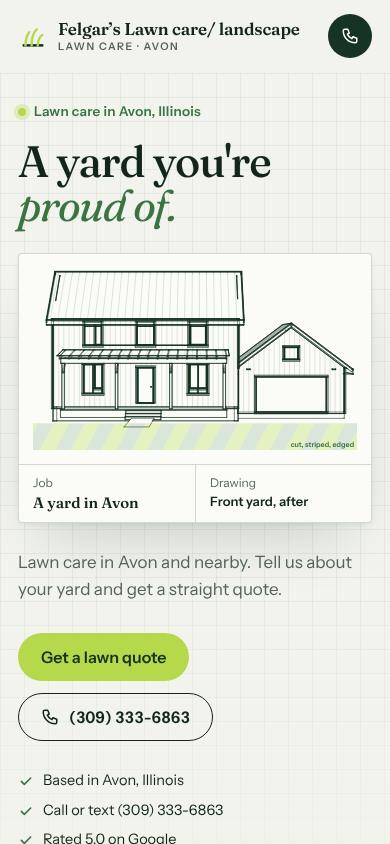 Felgar’s Lawn care/ landscape
LAWN CARE · AVON
Lawn care in Avon, Illinois
A yard you're
proud of.
cut, striped, edged
Job
A yard in Avon
Drawing
Front yard, after
Lawn care in Avon and nearby. Tell us about
your yard and get a straight quote.
Get a lawn quote
(309) 333-6863
Based in Avon, Illinois
Call or text (309) 333-6863
Rated 5.0 on Google